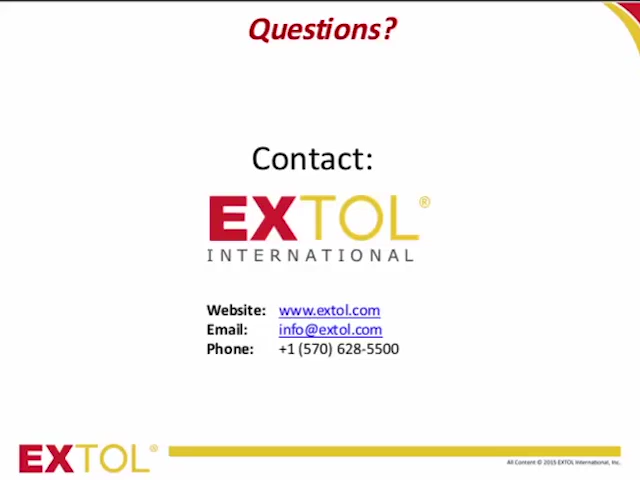 Questions?
Contact:
EXTOL®
INTERNATIONAL
Website: www.extol.com
Email: info@extol.com
Phone: +1 (570) 628-5500
EXTOL®
All Content © 2015 EXTOL International, Inc.